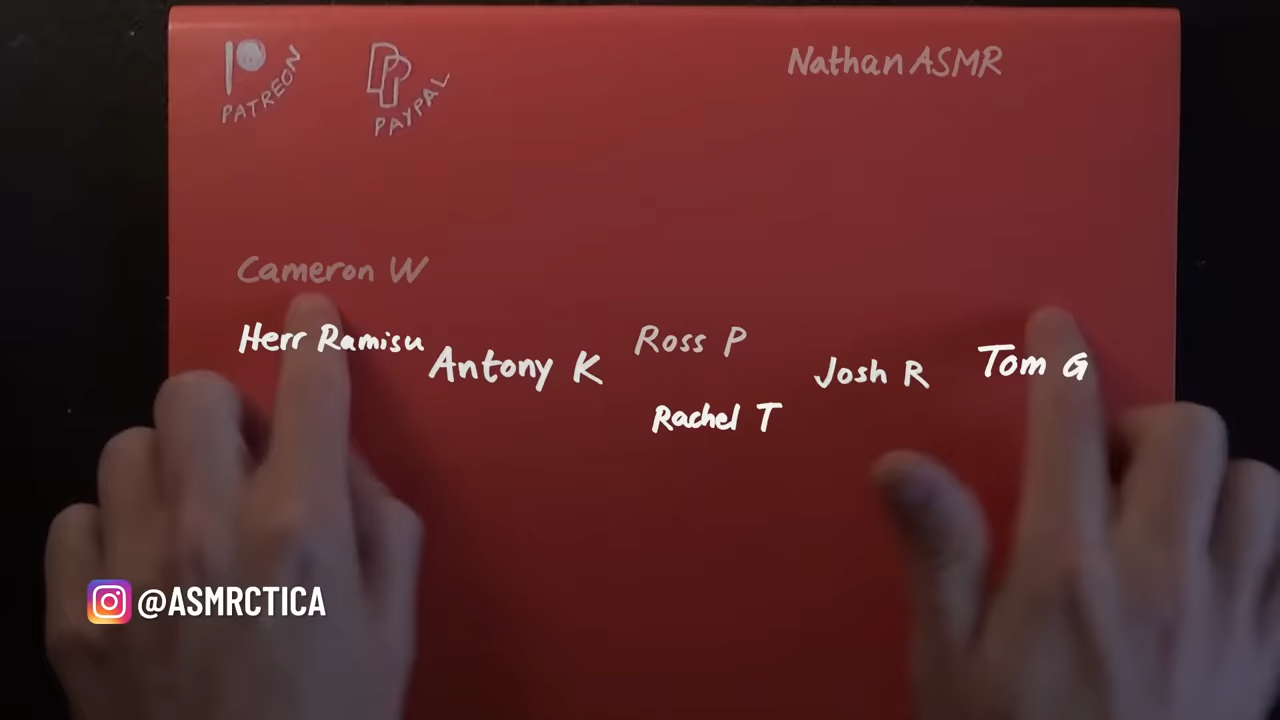 PATREON
PAYPAL
Nathan ASMR
Cameron W
Herr Ramisu
Antony K
Ross P
Rachel T
Josh R
Tom G
@ASMRCTICA